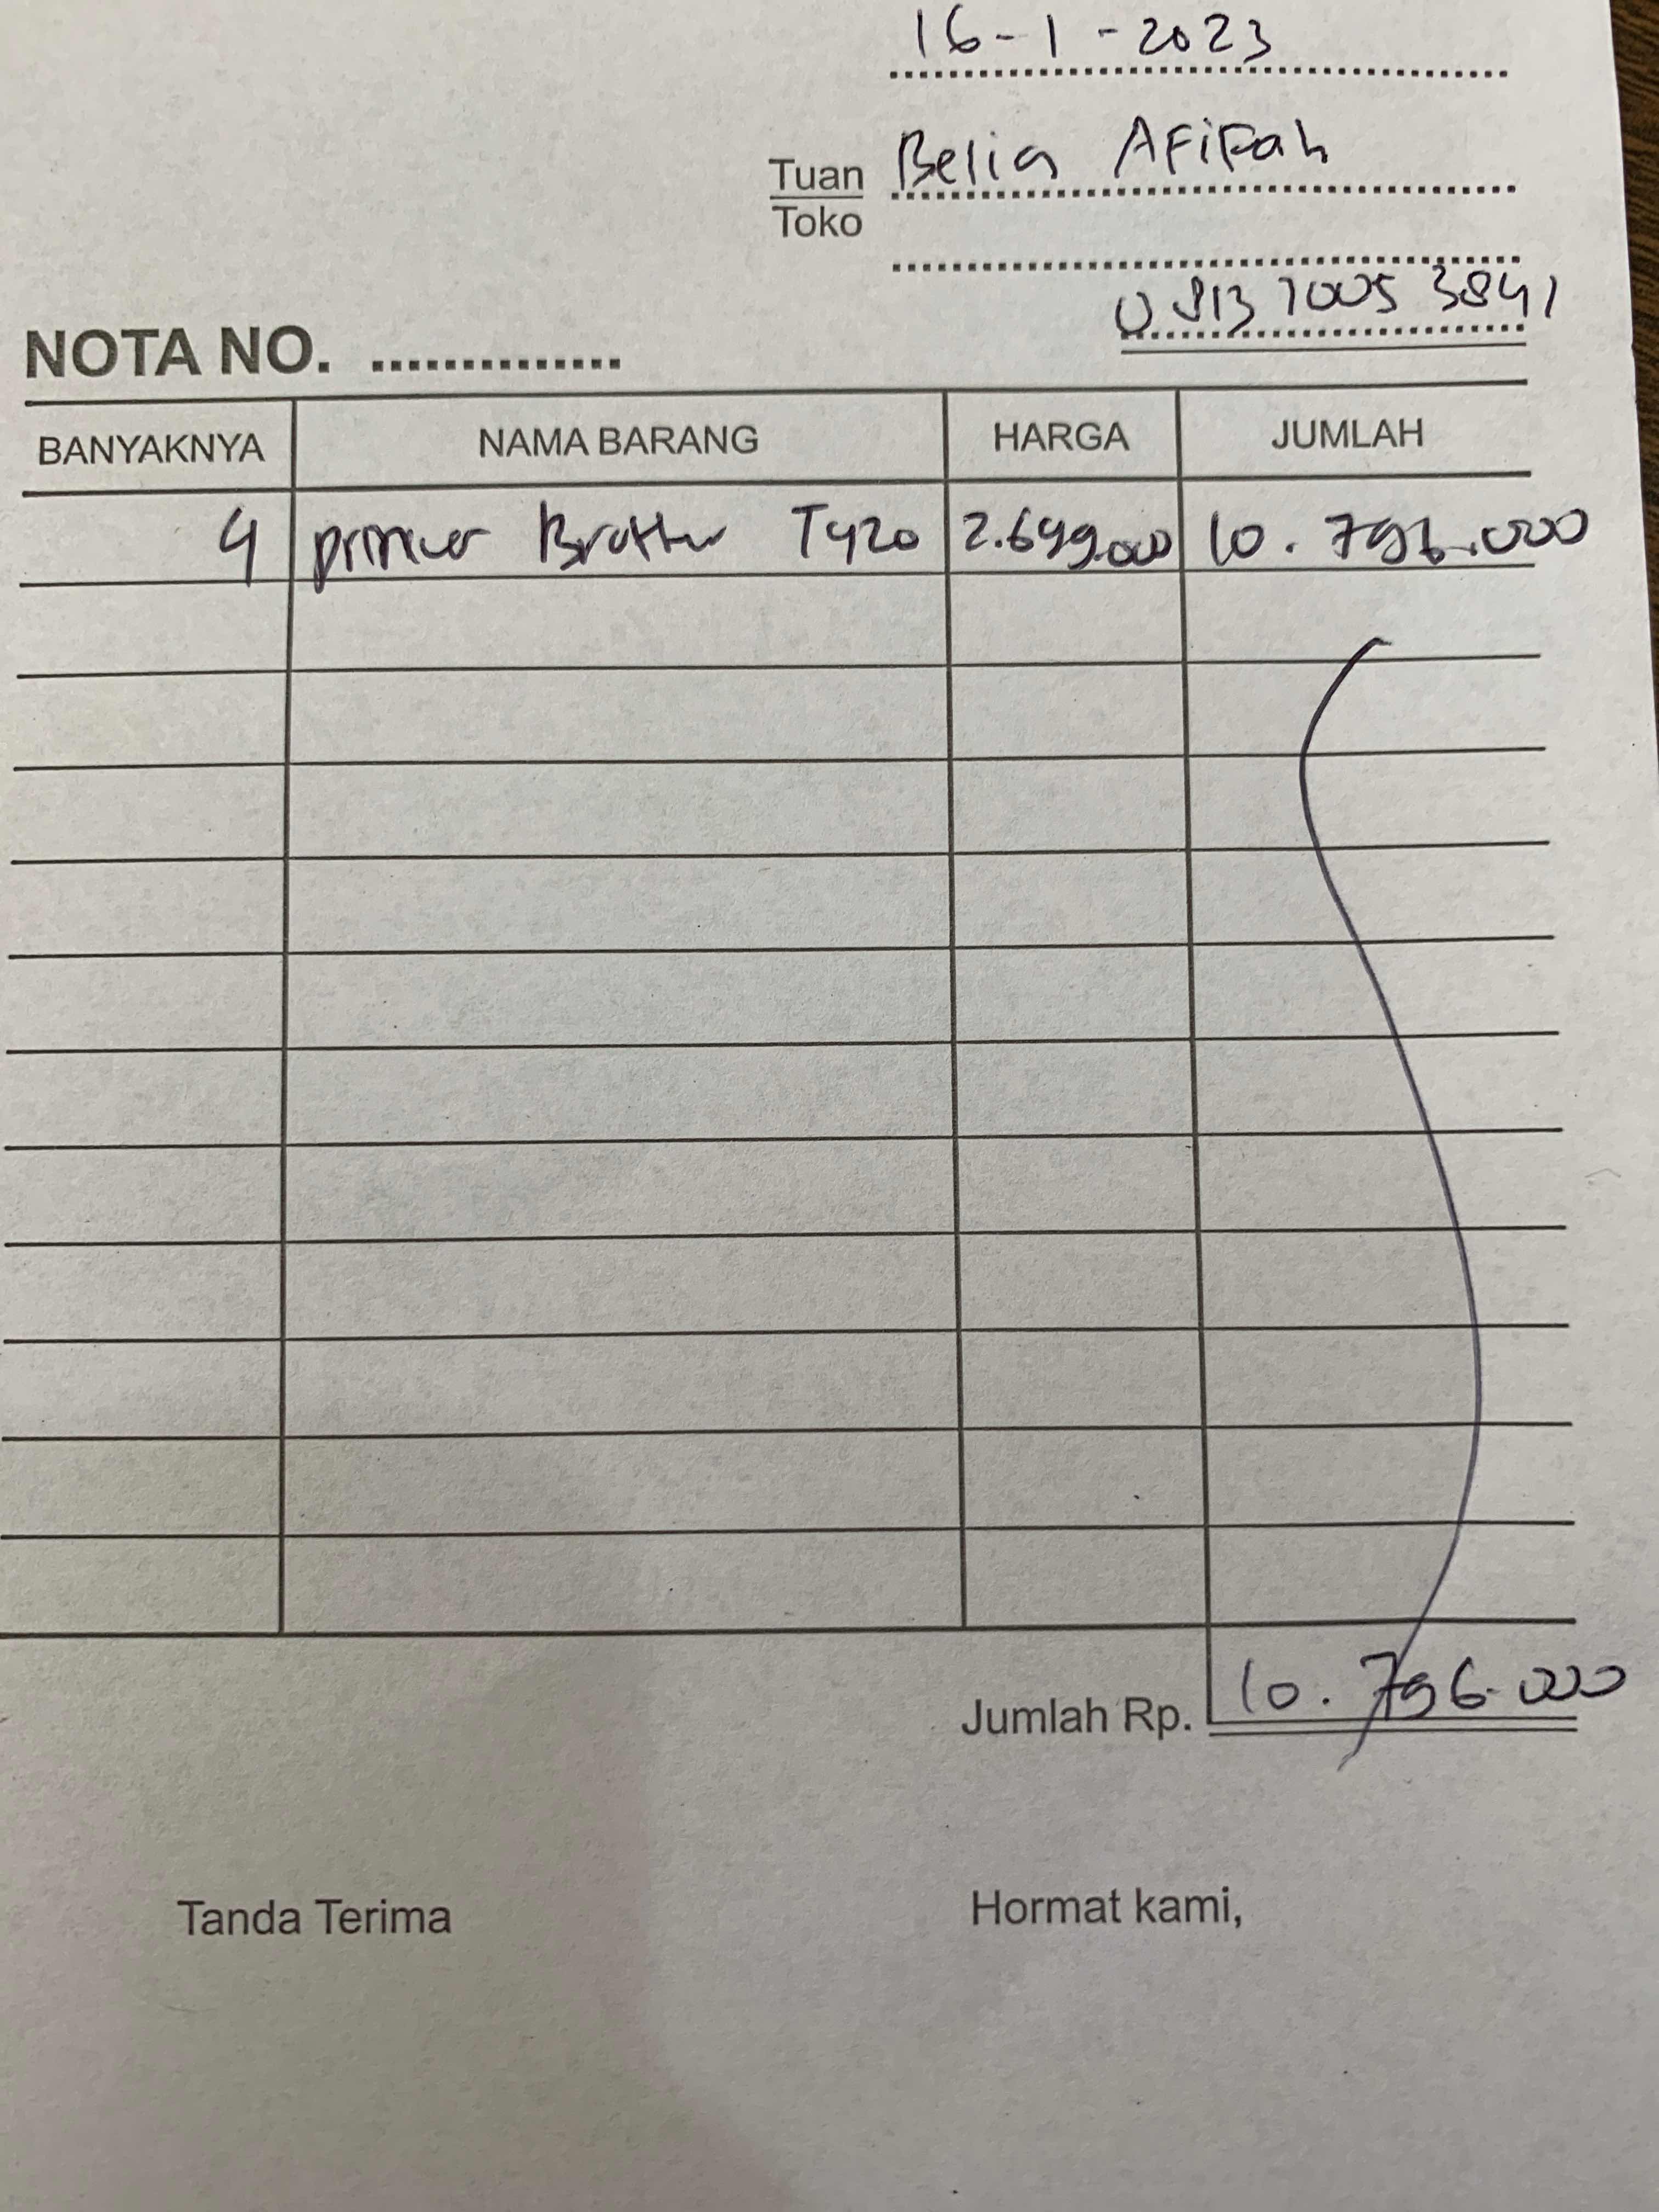 16-1-2023
Tuan Belia Afifah
Toko
0813 7005 3841
NOTA NO. ..............
BANYAKNYA NAMA BARANG HARGA JUMLAH
4 printer Brother T420 2.699.000 10.796.000
Jumlah Rp. 10.796.000
Tanda Terima Hormat kami,